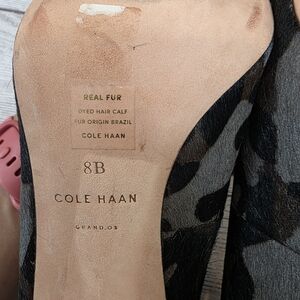 REAL FUR
DYED HAIR CALF
FUR ORIGIN BRAZIL
COLE HAAN
8B
COLE HAAN
GRAND.OS